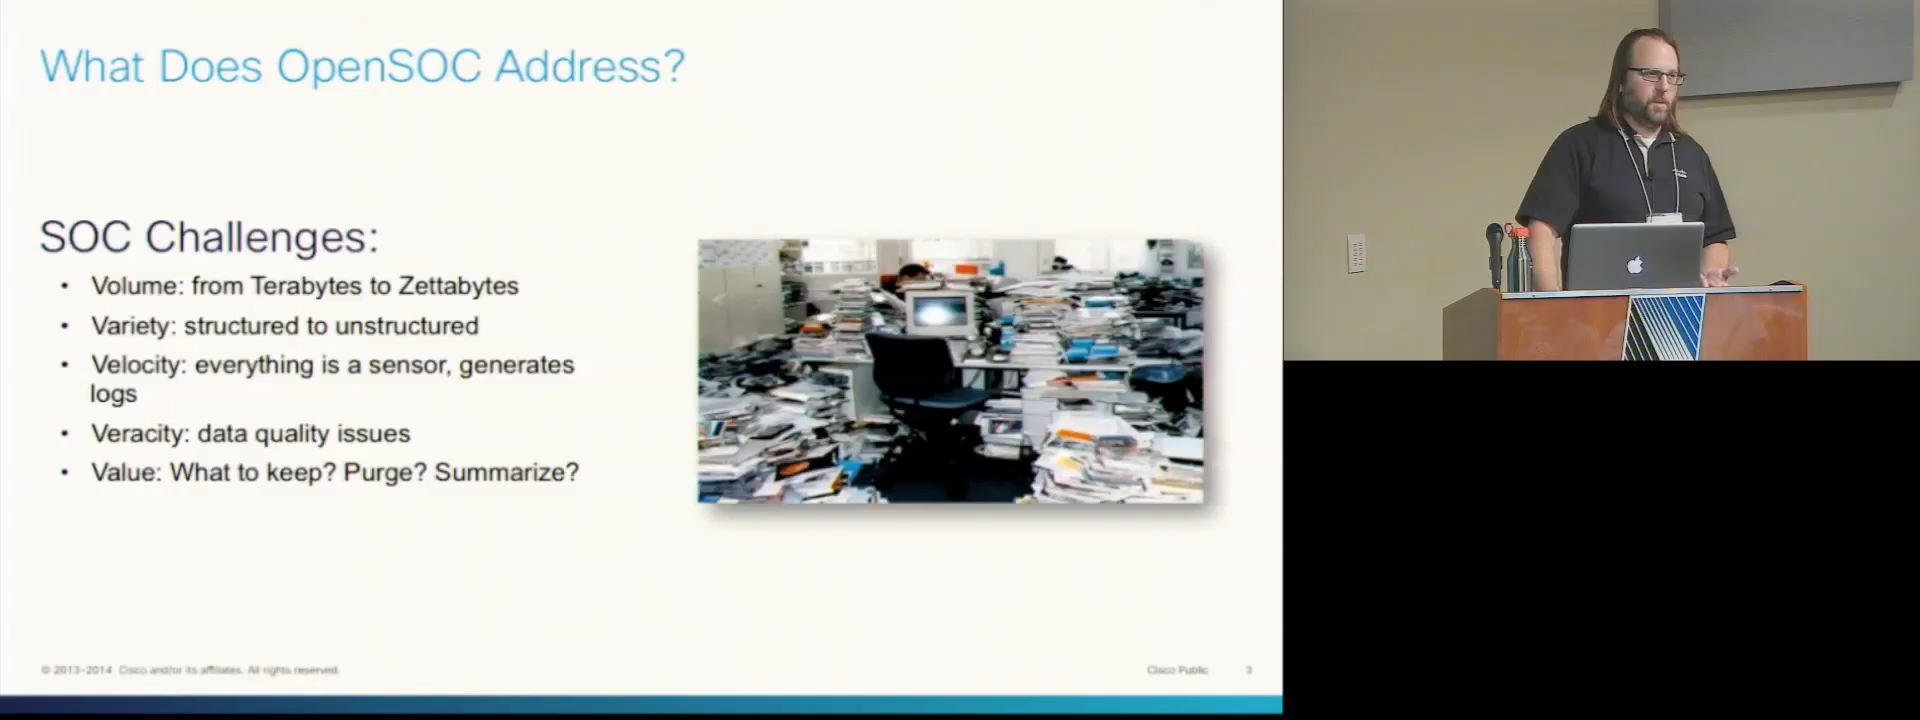 What Does OpenSOC Address?
SOC Challenges:
• Volume: from Terabytes to Zettabytes
• Variety: structured to unstructured
• Velocity: everything is a sensor, generates
logs
• Veracity: data quality issues
• Value: What to keep? Purge? Summarize?
© 2013-2014 Cisco and/or its affiliates. All rights reserved.
Cisco Public
3